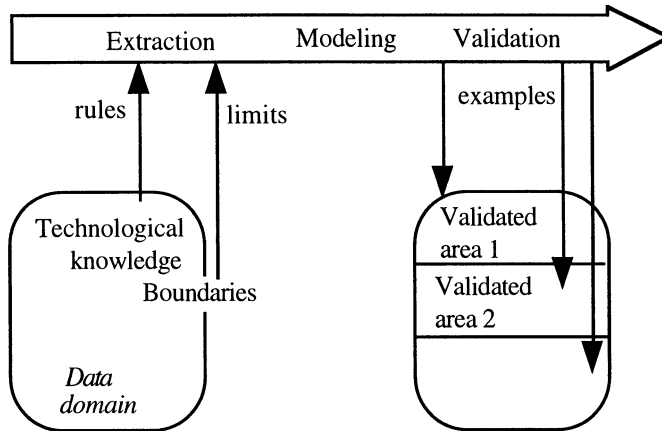 Extraction Modeling Validation
rules
limits
examples
Technological
knowledge
Boundaries
Data
domain
Validated
area 1
Validated
area 2